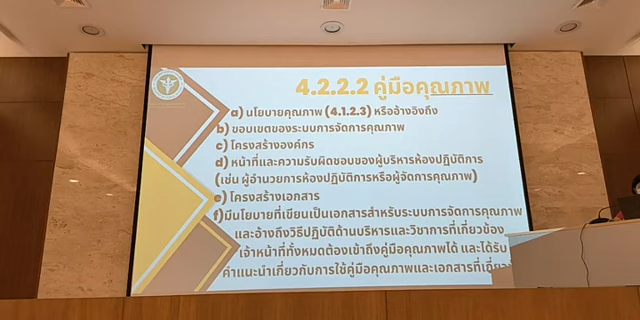 4.2.2.2 คู่มือคุณภาพ
a) นโยบายคุณภาพ (4.1.2.3) หรืออ้างอิงถึง
b) ขอบเขตของระบบการจัดการคุณภาพ
c) โครงสร้างองค์กร
d) หน้าที่และความรับผิดชอบของผู้บริหารห้องปฏิบัติการ
(เช่น ผู้อำนวยการห้องปฏิบัติการหรือผู้จัดการคุณภาพ)
e) โครงสร้างเอกสาร
f)มีนโยบายที่เขียนเป็นเอกสารสำหรับระบบการจัดการคุณภาพ
และอ้างถึงวิธีปฏิบัติด้านบริหารและวิชาการที่เกี่ยวข้อง
เจ้าหน้าที่ทั้งหมดต้องเข้าถึงคู่มือคุณภาพได้ และได้รับ
คำแนะนำเกี่ยวกับการใช้คู่มือคุณภาพและเอกสารที่